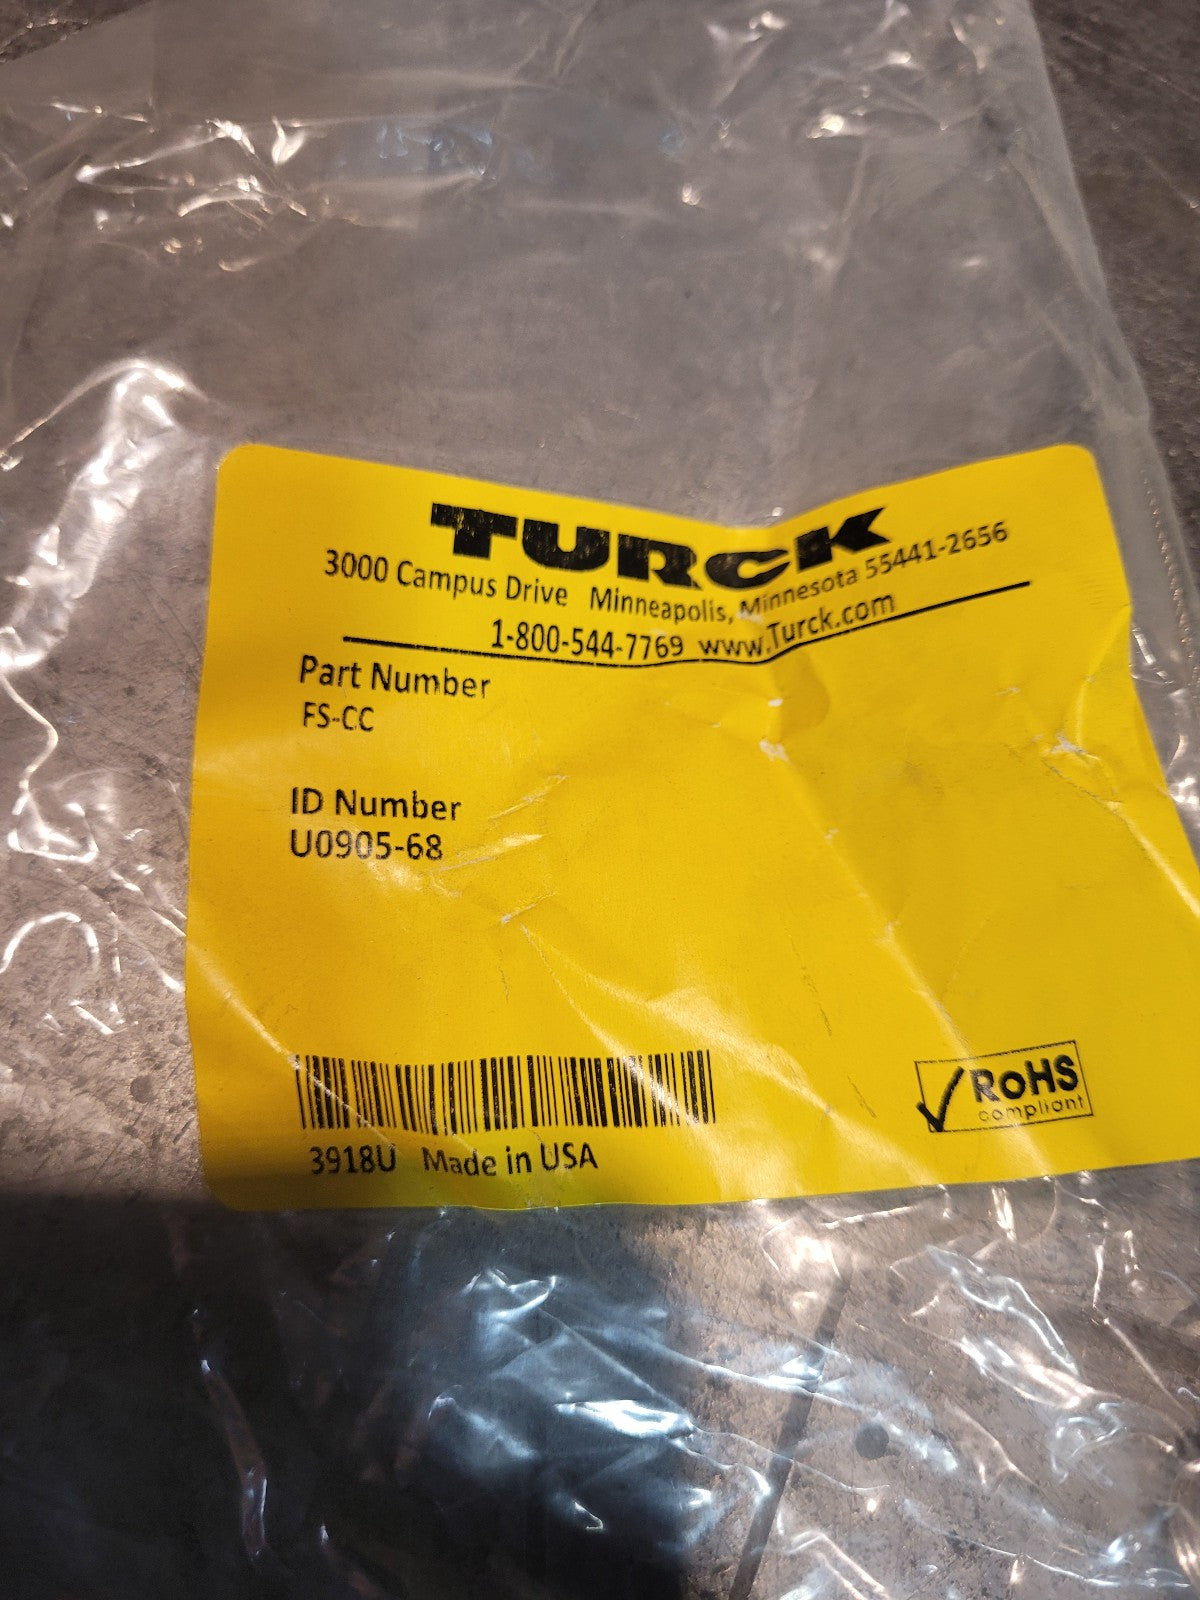 TURCK
3000 Campus Drive Minneapolis, Minnesota 55441-2656
1-800-544-7769 www.Turck.com
Part Number
FS-CC
ID Number
U0905-68
RoHS
compliant
3918U Made in USA